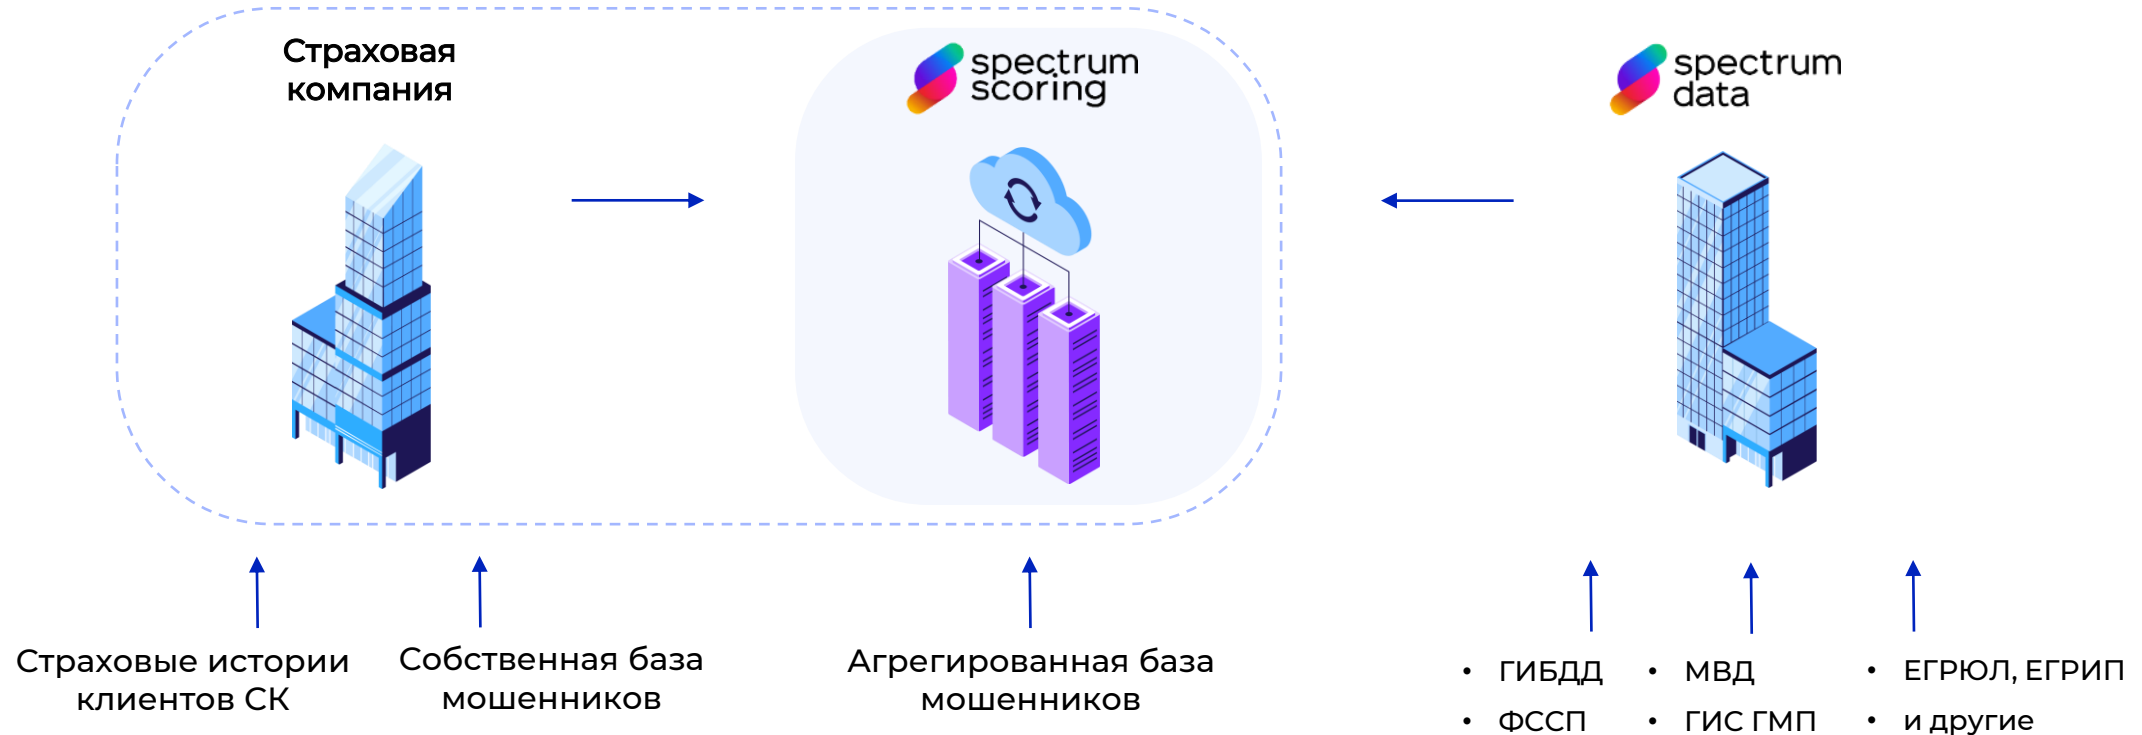 Страховая
компания
spectrum
scoring
spectrum
data
Страховые истории
клиентов СК
Собственная база
мошенников
Агрегированная база
мошенников
• ГИБДД
• ФССП
• МВД
• ГИС ГМП
• ЕГРЮЛ, ЕГРИП
• и другие